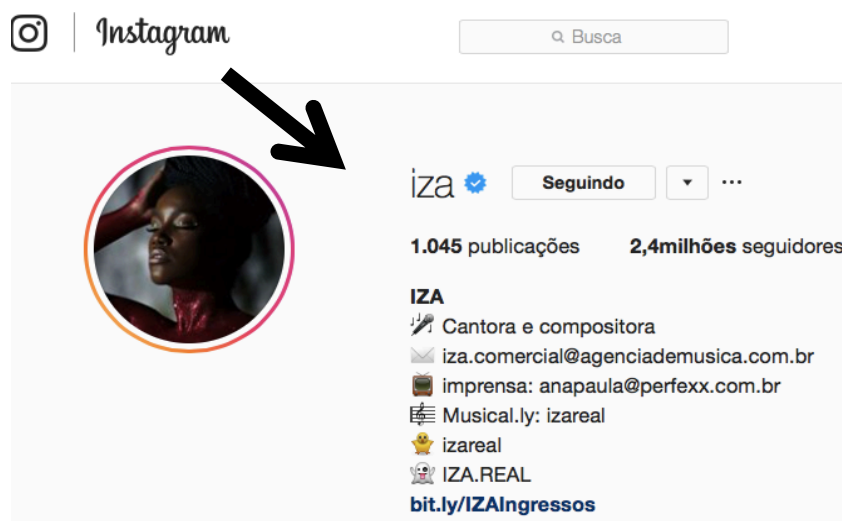 Instagram
Busca
iza Seguindo
1.045 publicações 2,4milhões seguidores
IZA
Cantora e compositora
iza.comercial@agenciademusica.com.br
imprensa: anapaula@perfexx.com.br
Musical.ly: izareal
izareal
IZA.REAL
bit.ly/IZAIngressos